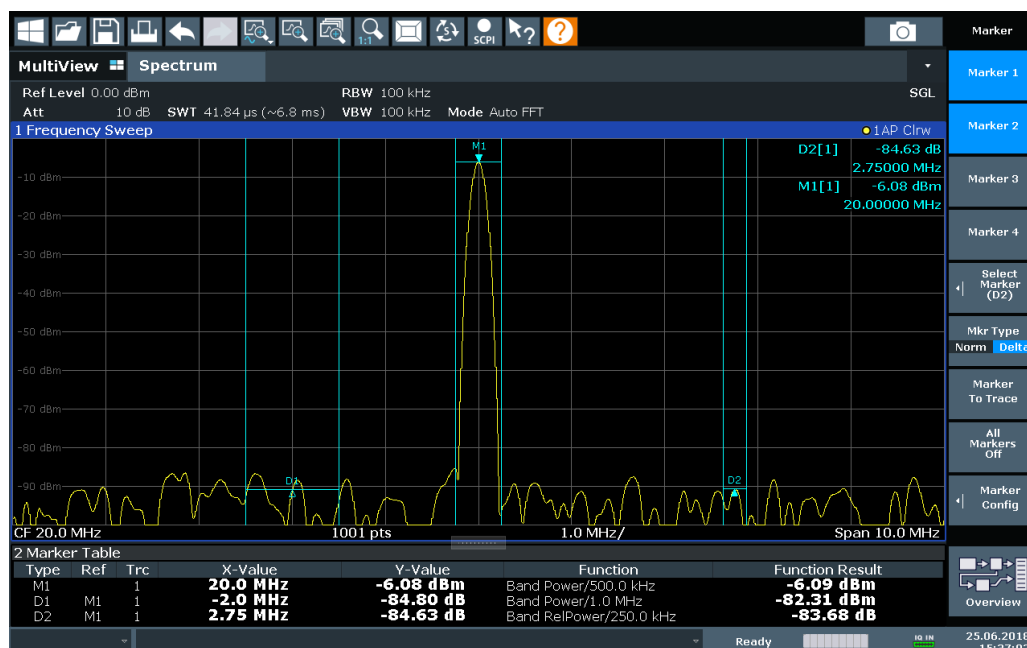 1:1
SCPI
?
?
Marker
MultiView Spectrum
Marker 1
Ref Level 0.00 dBm RBW 100 kHz SGL
Att 10 dB SWT 41.84 µs (~6.8 ms) VBW 100 kHz Mode Auto FFT
1 Frequency Sweep 1AP Clrw
Marker 2
M1
D2[1] -84.63 dB
2.75000 MHz
M1[1] -6.08 dBm
20.00000 MHz
-10 dBm
-20 dBm
-30 dBm
-40 dBm
-50 dBm
-60 dBm
-70 dBm
-80 dBm
-90 dBm
D1
D2
CF 20.0 MHz 1001 pts 1.0 MHz/ Span 10.0 MHz
Marker 3
Marker 4
Select
Marker
(D2)
Mkr Type
Norm Delta
Marker
To Trace
All
Markers
Off
Marker
Config
Overview
2 Marker Table
Type Ref Trc X-Value Y-Value Function Function Result
M1 1 20.0 MHz -6.08 dBm Band Power/500.0 kHz -6.09 dBm
D1 M1 1 -2.0 MHz -84.80 dB Band Power/1.0 MHz -82.31 dBm
D2 M1 1 2.75 MHz -84.63 dB Band RelPower/250.0 kHz -83.68 dB
Ready
IQ IN
25.06.2018